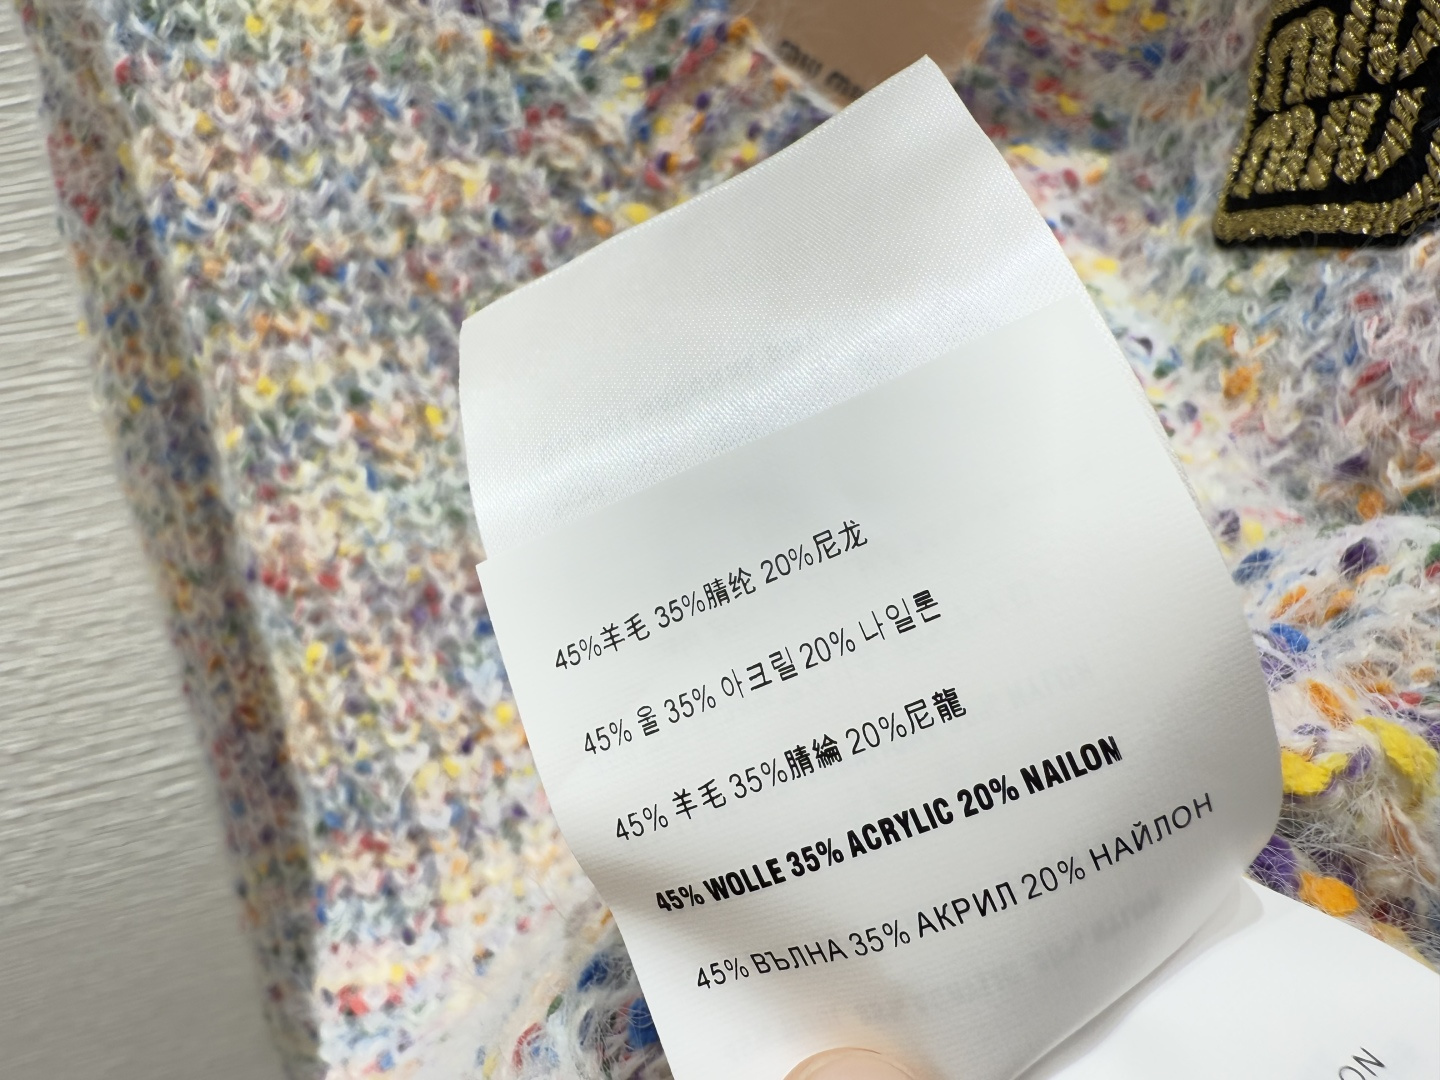 miu miu
45%羊毛 35%腈纶 20%尼龙
45% 울 35% 아크릴 20% 나일론
45% 羊毛 35%腈綸 20%尼龍
45% WOLLE 35% ACRYLIC 20% NAILON
45% ВЪЛНА 35% АКРИЛ 20% НАЙЛОН